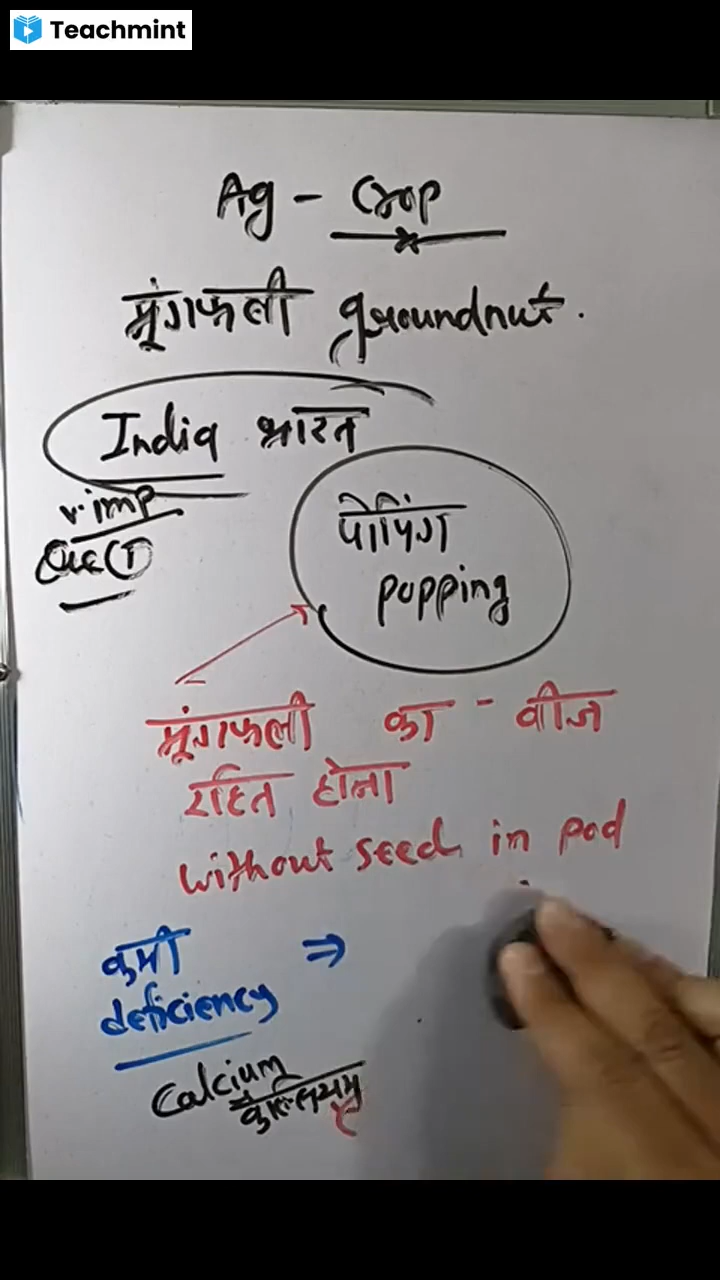 Teachmint
Ag - Crop
मूंगफली groundnut.
India भारत
v.imp
पोपिंग
popping
मूंगफली का - बीज
रहित होना
without seed in pod
कमी ⇒
deficiency
Calcium
कैल्सियम